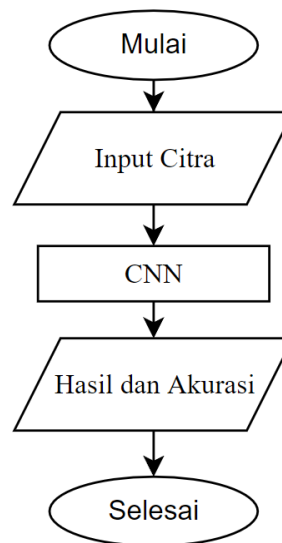 Mulai
Input Citra
CNN
Hasil dan Akurasi
Selesai